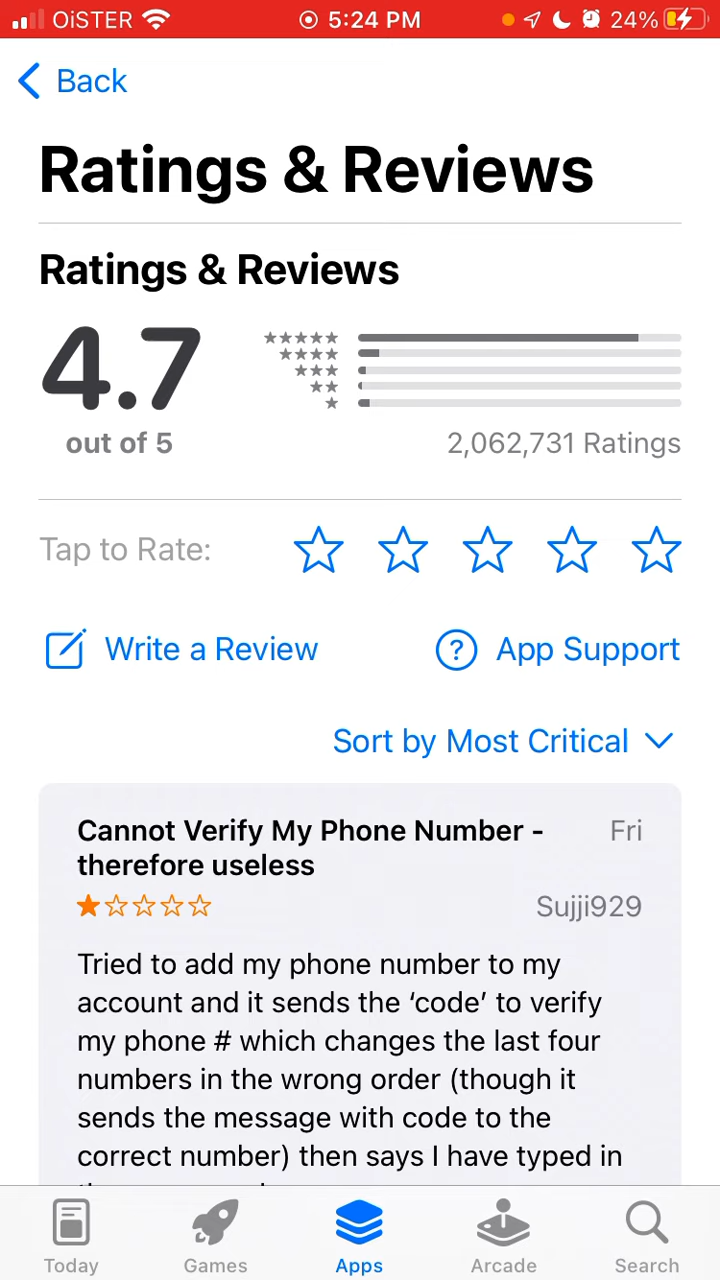 OiSTER 5:24 PM 24%
Back
Ratings & Reviews
Ratings & Reviews
4.7
out of 5
2,062,731 Ratings
Tap to Rate:
Write a Review
? App Support
Sort by Most Critical
Cannot Verify My Phone Number - Fri
therefore useless
Sujji929
Tried to add my phone number to my
account and it sends the ‘code’ to verify
my phone # which changes the last four
numbers in the wrong order (though it
sends the message with code to the
correct number) then says I have typed in
Today Games Apps Arcade Search